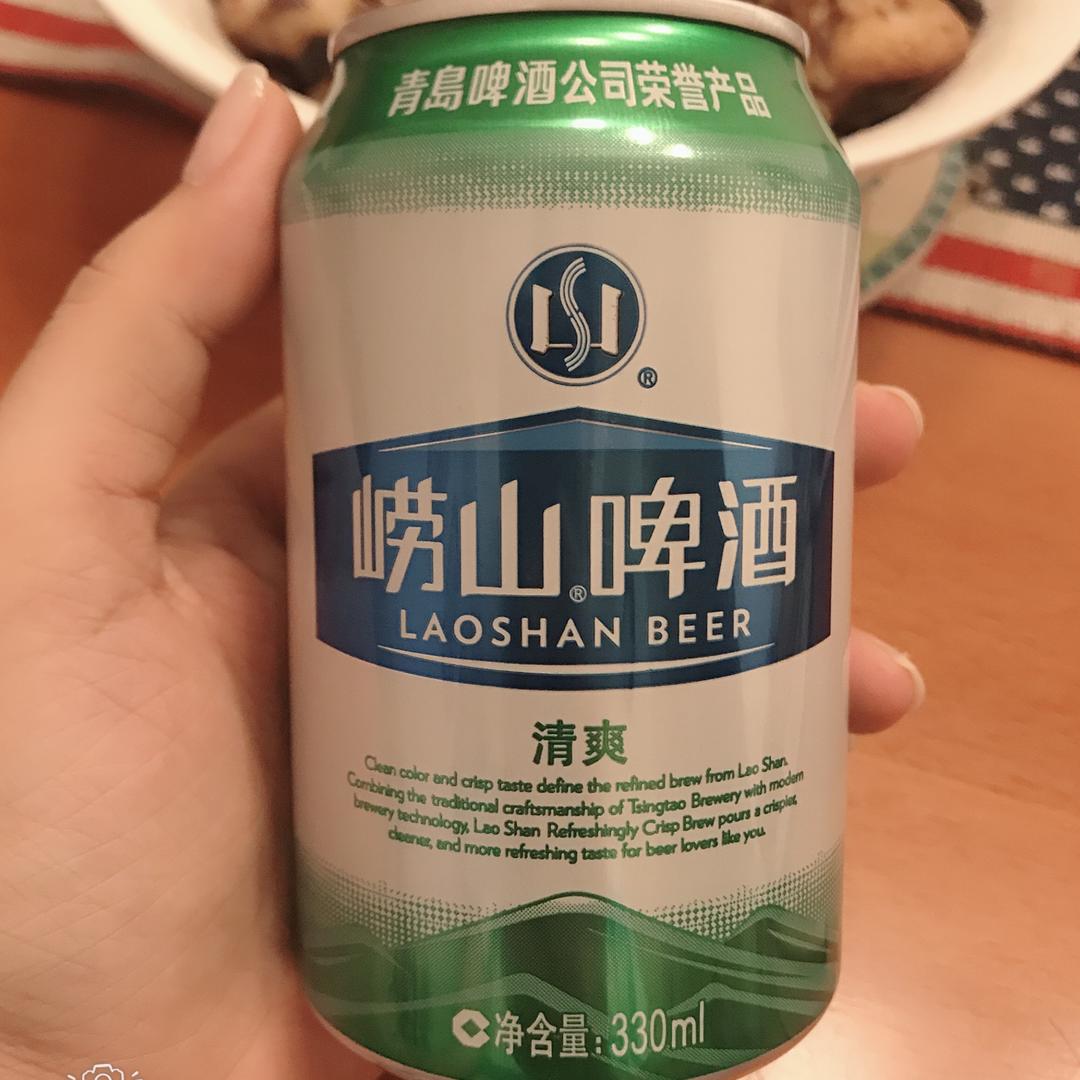 青島啤酒公司荣誉产品
LSJ
®
崂山®啤酒
LAOSHAN BEER
清爽
Clean color and crisp taste define the refined brew from Lao Shan.
Combining the traditional craftsmanship of Tsingtao Brewery with modern
brewery technology, Lao Shan Refreshingly Crisp Brew pours a crispier,
cleaner, and more refreshing taste for beer lovers like you.
净含量:330ml